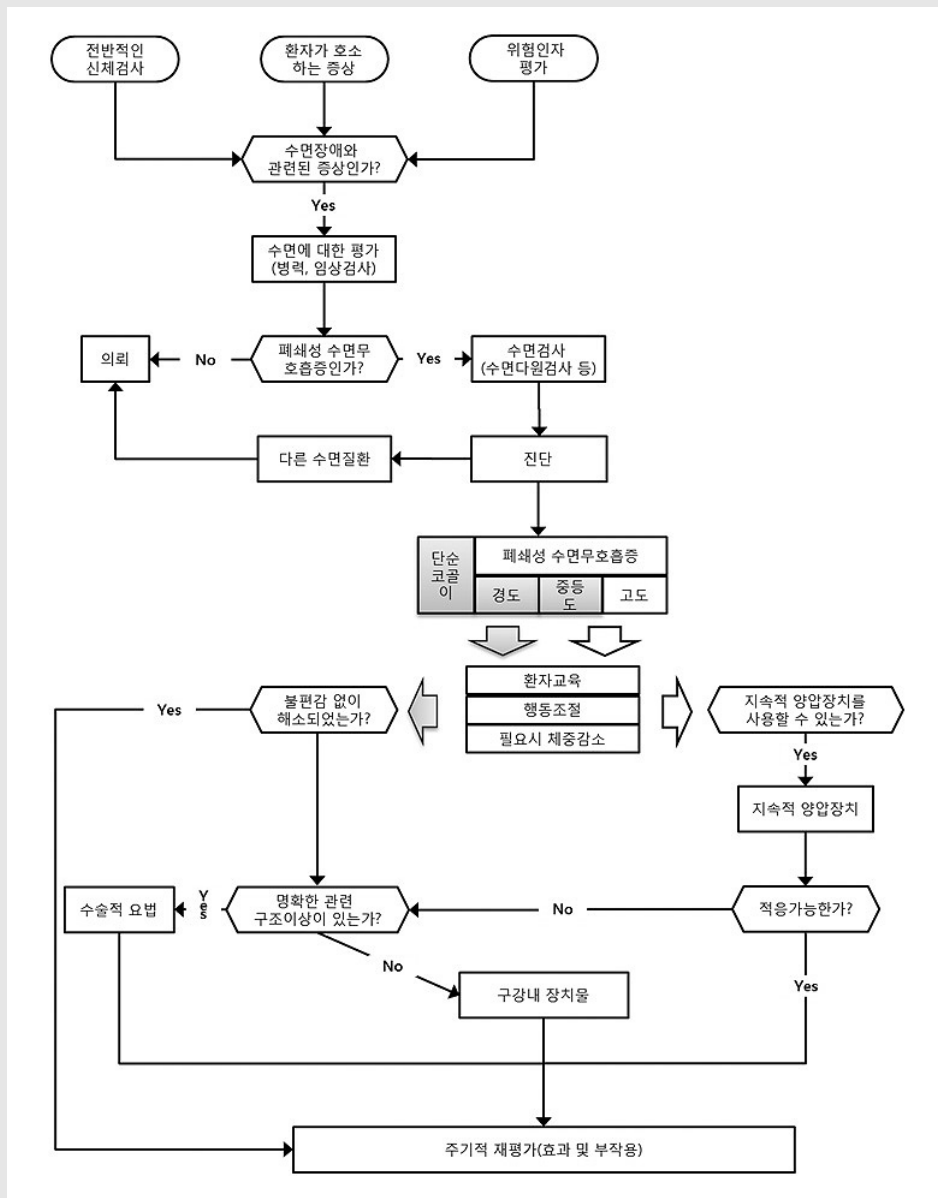 전반적인
신체검사
환자가 호소
하는 증상
위험인자
평가
수면장애와
관련된 증상인가?
Yes
수면에 대한 평가
(병력, 임상검사)
의뢰
No
폐쇄성 수면무
호흡증인가?
Yes
수면검사
(수면다원검사 등)
다른 수면질환
진단
단순
코골
이
폐쇄성 수면무호흡증
경도
중등
도
고도
환자교육
행동조절
필요시 체중감소
Yes
불편감 없이
해소되었는가?
지속적 양압장치를
사용할 수 있는가?
Yes
지속적 양압장치
수술적 요법
Yes
명확한 관련
구조이상이 있는가?
No
적응가능한가?
No
구강내 장치물
Yes
주기적 재평가(효과 및 부작용)